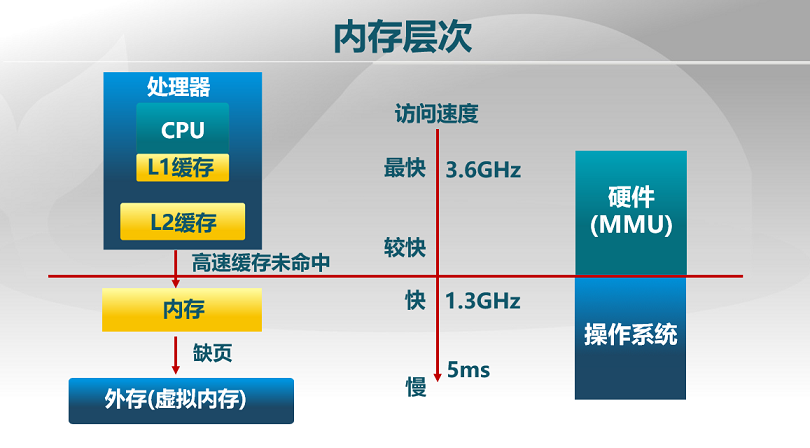 内存层次
处理器
CPU
L1缓存
L2缓存
高速缓存未命中
内存
缺页
外存(虚拟内存)
访问速度
最快 3.6GHz
较快
快 1.3GHz
5ms
慢
硬件
(MMU)
操作系统